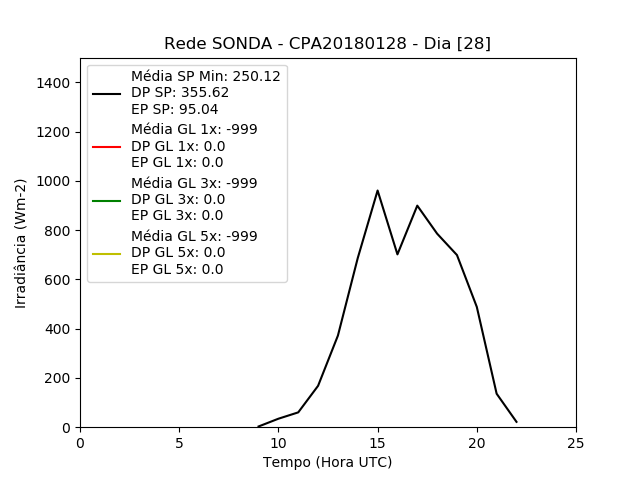 Rede SONDA - CPA20180128 - Dia [28]
Média SP Min: 250.12
DP SP: 355.62
EP SP: 95.04
Média GL 1x: -999
DP GL 1x: 0.0
EP GL 1x: 0.0
Média GL 3x: -999
DP GL 3x: 0.0
EP GL 3x: 0.0
Média GL 5x: -999
DP GL 5x: 0.0
EP GL 5x: 0.0
Irradiância (Wm-2)
1400
1200
1000
800
600
400
200
0
0 5 10 15 20 25
Tempo (Hora UTC)